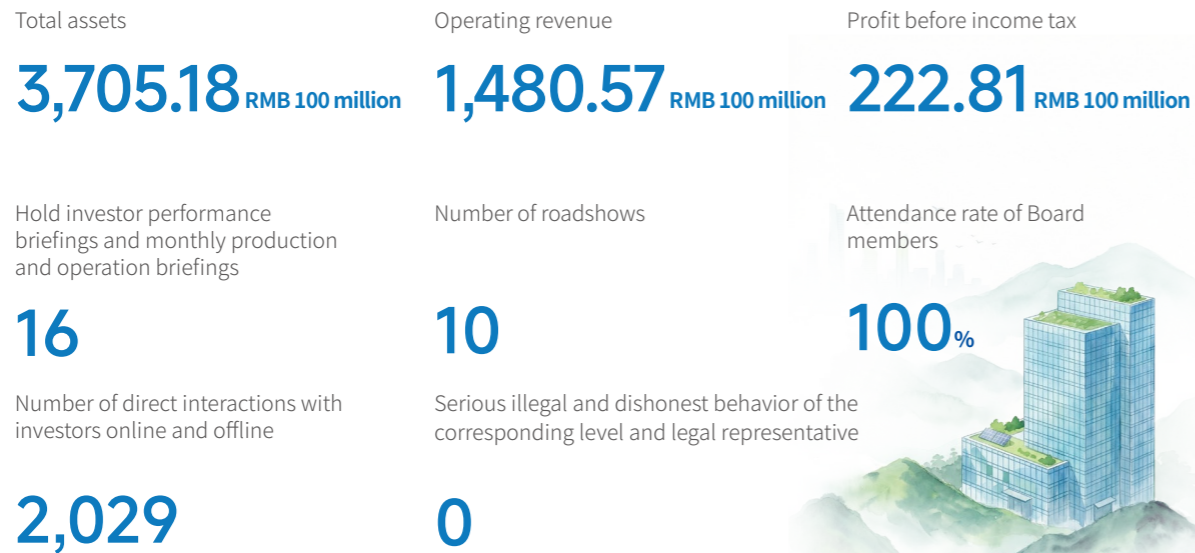 Total assets
3,705.18 RMB 100 million
Operating revenue
1,480.57 RMB 100 million
Profit before income tax
222.81 RMB 100 million
Hold investor performance
briefings and monthly production
and operation briefings
16
Number of roadshows
10
Attendance rate of Board
members
100%
Number of direct interactions with
investors online and offline
2,029
Serious illegal and dishonest behavior of the
corresponding level and legal representative
0